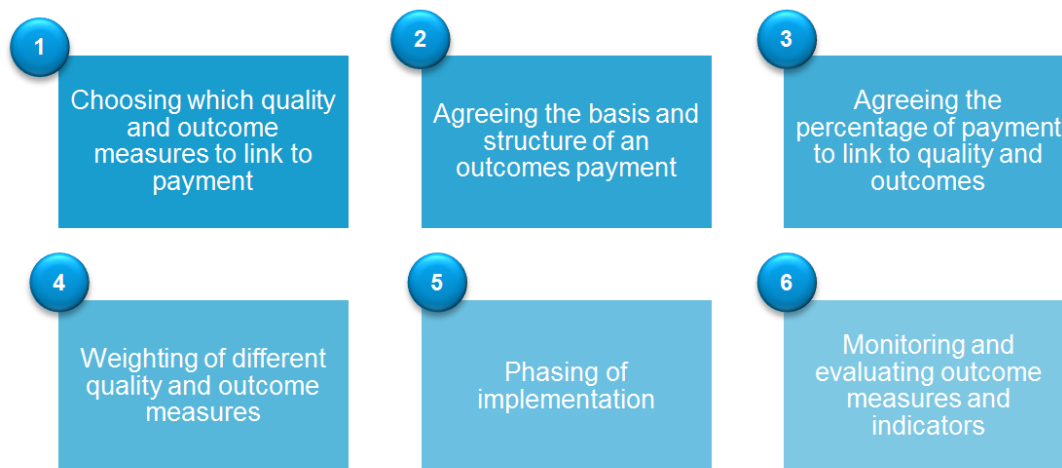 1
Choosing which quality
and outcome
measures to link to
payment
2
Agreeing the basis and
structure of an
outcomes payment
3
Agreeing the
percentage of payment
to link to quality and
outcomes
4
Weighting of different
quality and outcome
measures
5
Phasing of
implementation
6
Monitoring and
evaluating outcome
measures and
indicators